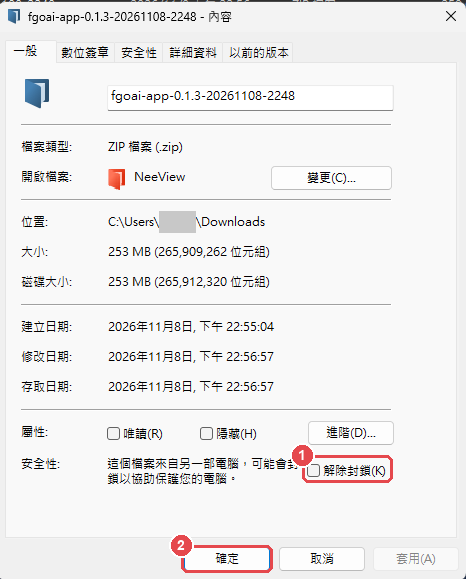 fgoai-app-0.1.3-20261108-2248 - 內容
一般 數位簽章 安全性 詳細資料 以前的版本
fgoai-app-0.1.3-20261108-2248
檔案類型: ZIP 檔案 (.zip)
開啟檔案: NeeView 變更(C)...
位置: C:\Users\ \Downloads
大小: 253 MB (265,909,262 位元組)
磁碟大小: 253 MB (265,912,320 位元組)
建立日期: 2026年11月8日, 下午 22:55:04
修改日期: 2026年11月8日, 下午 22:56:57
存取日期: 2026年11月8日, 下午 22:56:57
屬性: 唯讀(R) 隱藏(H) 進階(D)...
1
安全性: 這個檔案來自另一部電腦，可能會封
鎖以協助保護您的電腦。 解除封鎖(K)
2
確定 取消 套用(A)